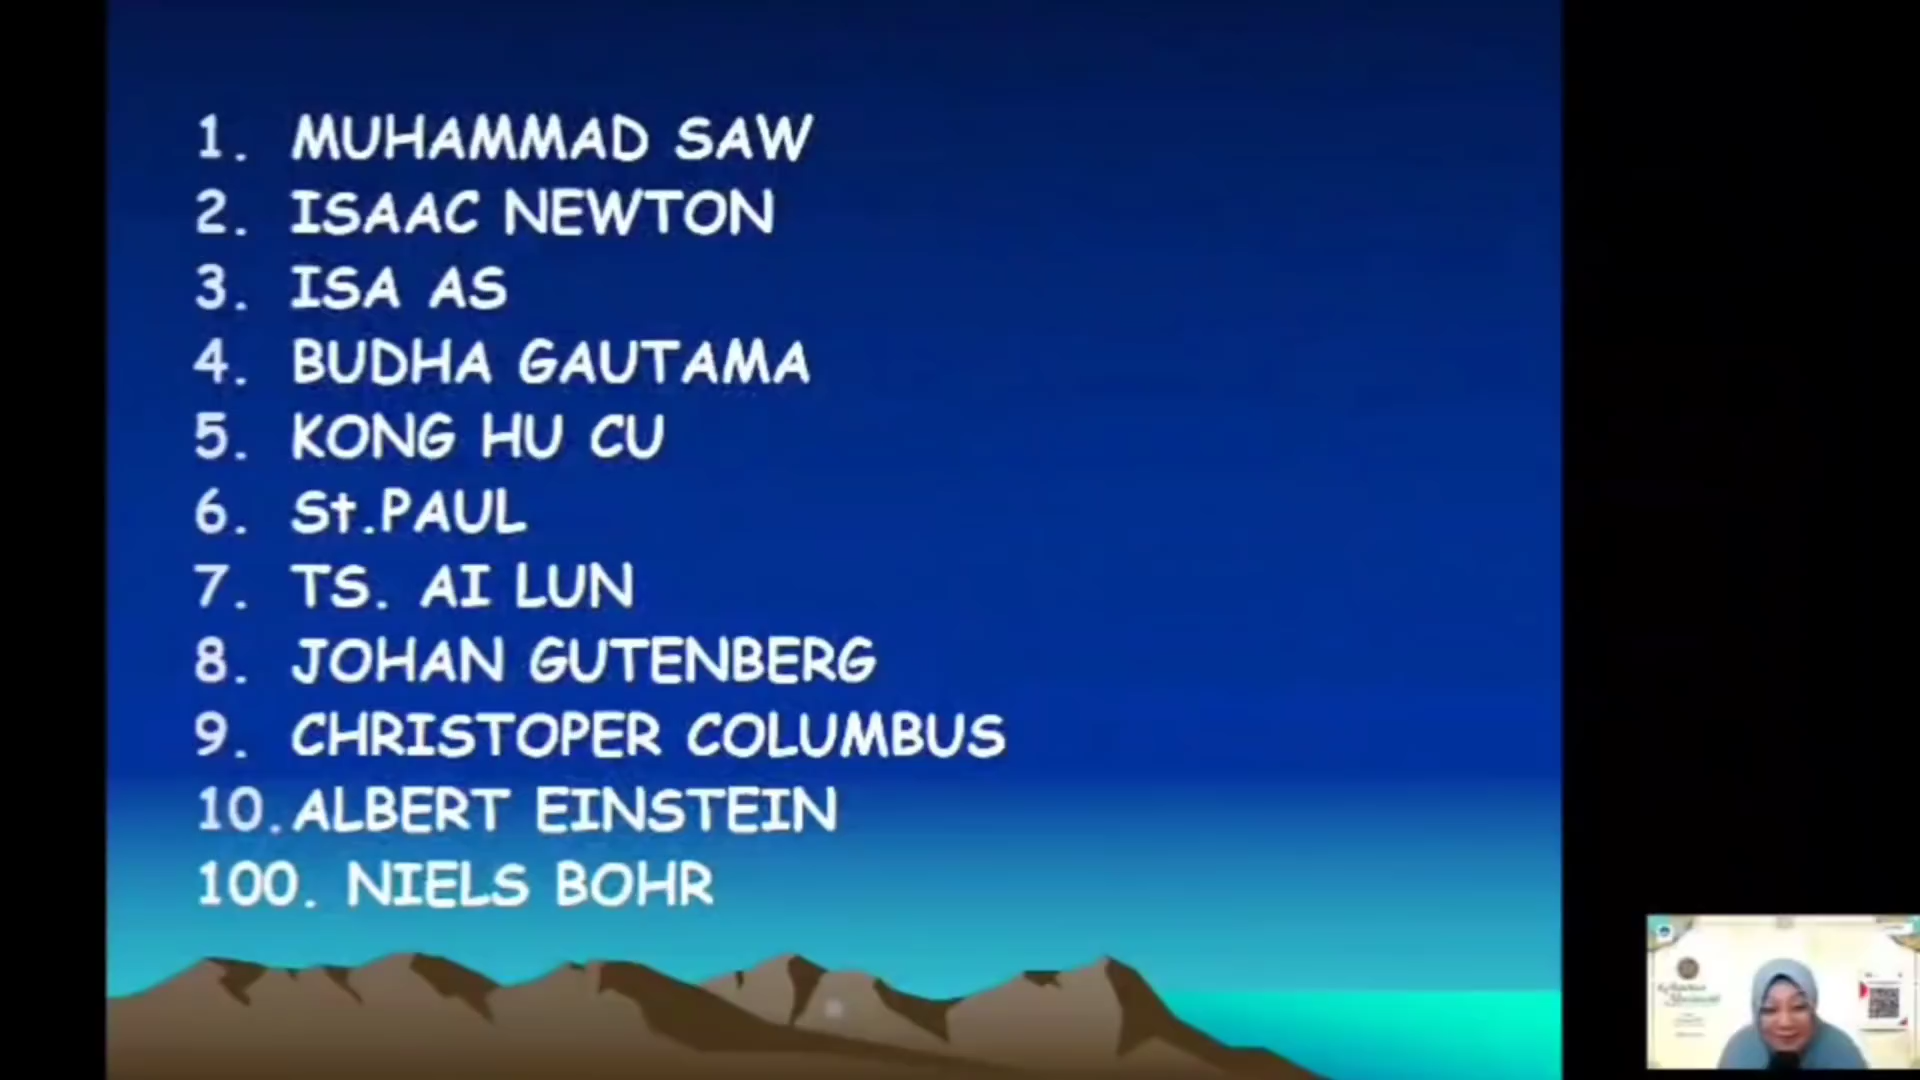 1. MUHAMMAD SAW
2. ISAAC NEWTON
3. ISA AS
4. BUDHA GAUTAMA
5. KONG HU CU
6. St.PAUL
7. TS. AI LUN
8. JOHAN GUTENBERG
9. CHRISTOPER COLUMBUS
10. ALBERT EINSTEIN
100. NIELS BOHR